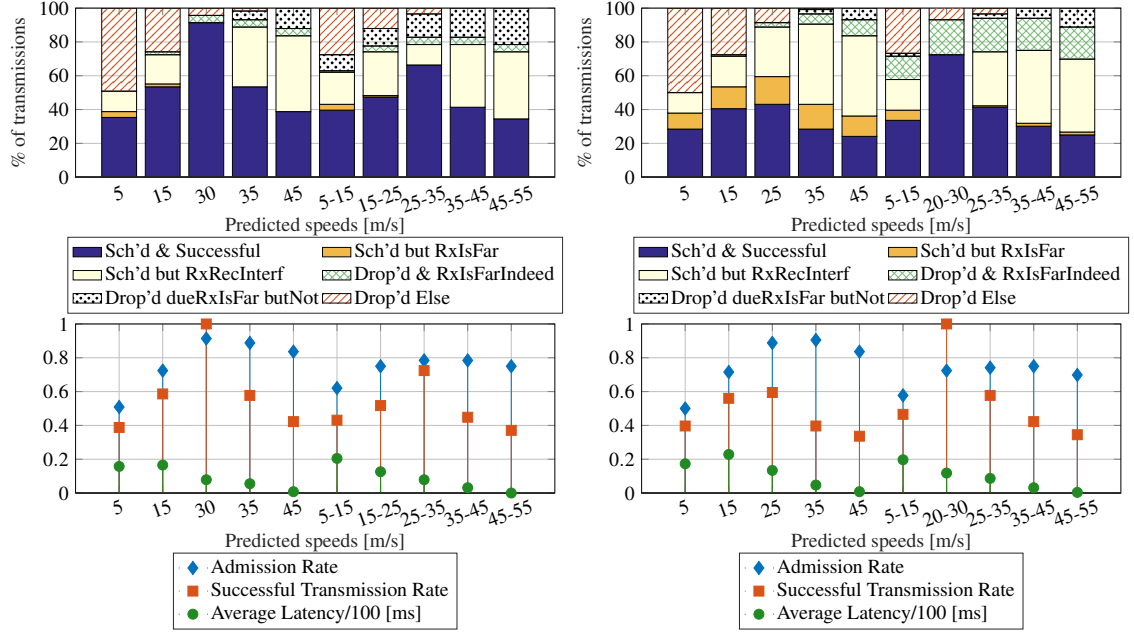 100
80
60
40
20
0
% of transmissions
5 15 30 35 45 5-15 15-25 25-35 35-45 45-55
Predicted speeds [m/s]
Sch'd & Successful Sch'd but RxIsFar
Sch'd but RxRecInterf Drop'd & RxIsFarIndeed
Drop'd dueRxIsFar butNot Drop'd Else
1
0.8
0.6
0.4
0.2
0
5 15 30 35 45 5-15 15-25 25-35 35-45 45-55
Predicted speeds [m/s]
Admission Rate
Successful Transmission Rate
Average Latency/100 [ms]
100
80
60
40
20
0
% of transmissions
5 15 25 35 45 5-15 20-30 25-35 35-45 45-55
Predicted speeds [m/s]
Sch'd & Successful Sch'd but RxIsFar
Sch'd but RxRecInterf Drop'd & RxIsFarIndeed
Drop'd dueRxIsFar butNot Drop'd Else
1
0.8
0.6
0.4
0.2
0
5 15 25 35 45 5-15 20-30 25-35 35-45 45-55
Predicted speeds [m/s]
Admission Rate
Successful Transmission Rate
Average Latency/100 [ms]